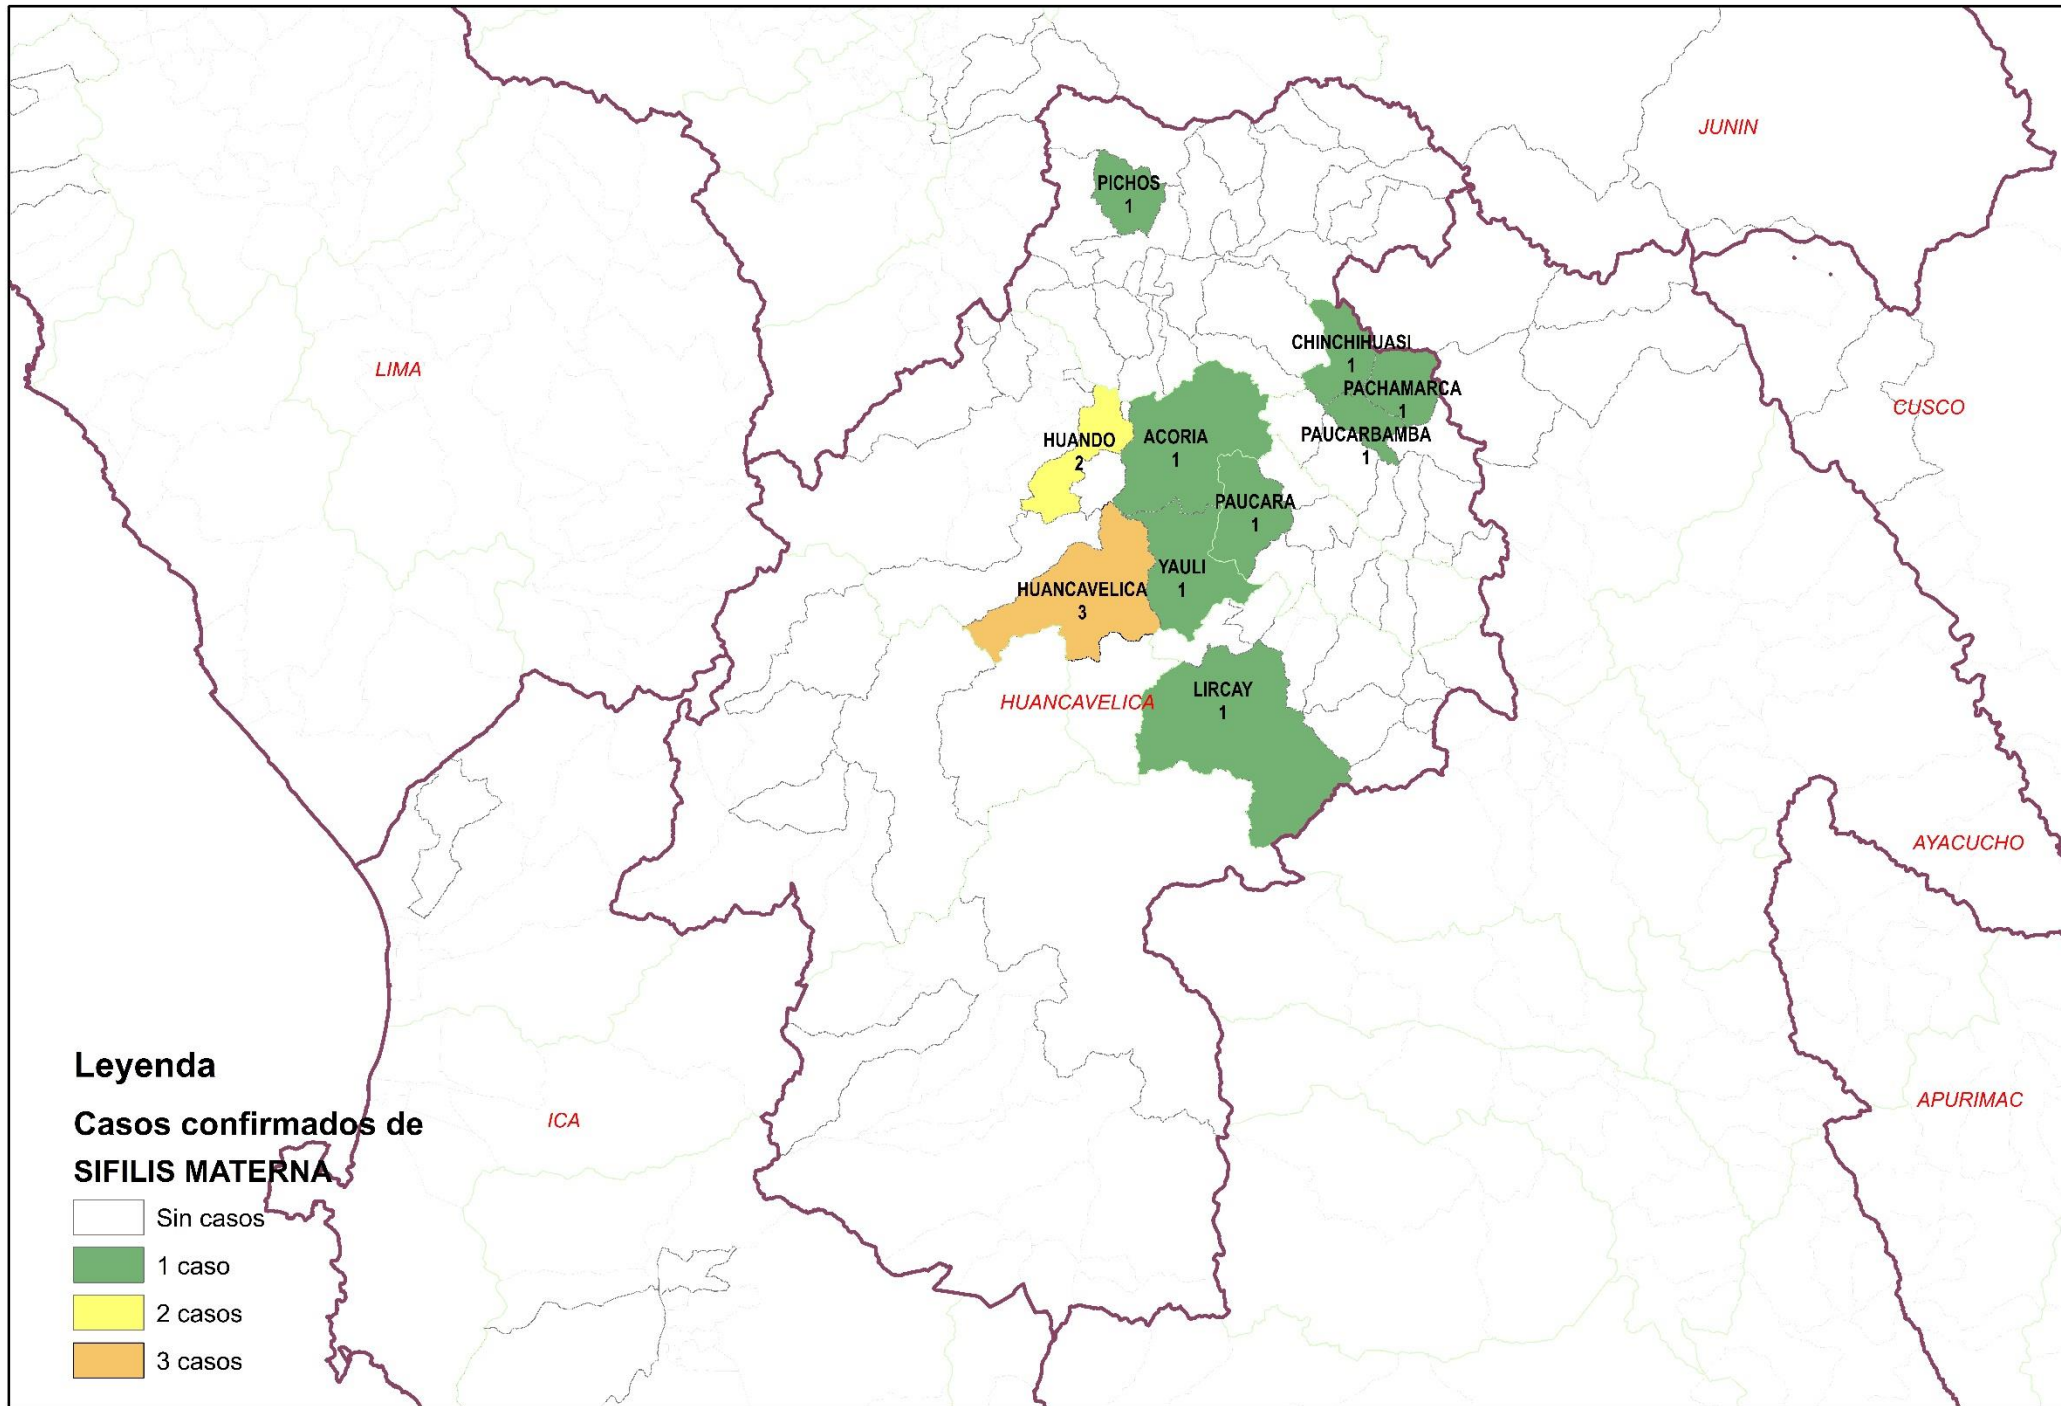 JUNIN
PICHOS
1
CHINCHIHUASI
1
LIMA
PACHAMARCA
1
CUSCO
HUANDO
2
ACORIA
1
PAUCARBAMBA
1
PAUCARA
1
YAULI
1
HUANCAVELICA
3
LIRCAY
1
HUANCAVELICA
AYACUCHO
Leyenda
Casos confirmados de
SIFILIS MATERNA
Sin casos
1 caso
2 casos
3 casos
ICA
APURIMAC